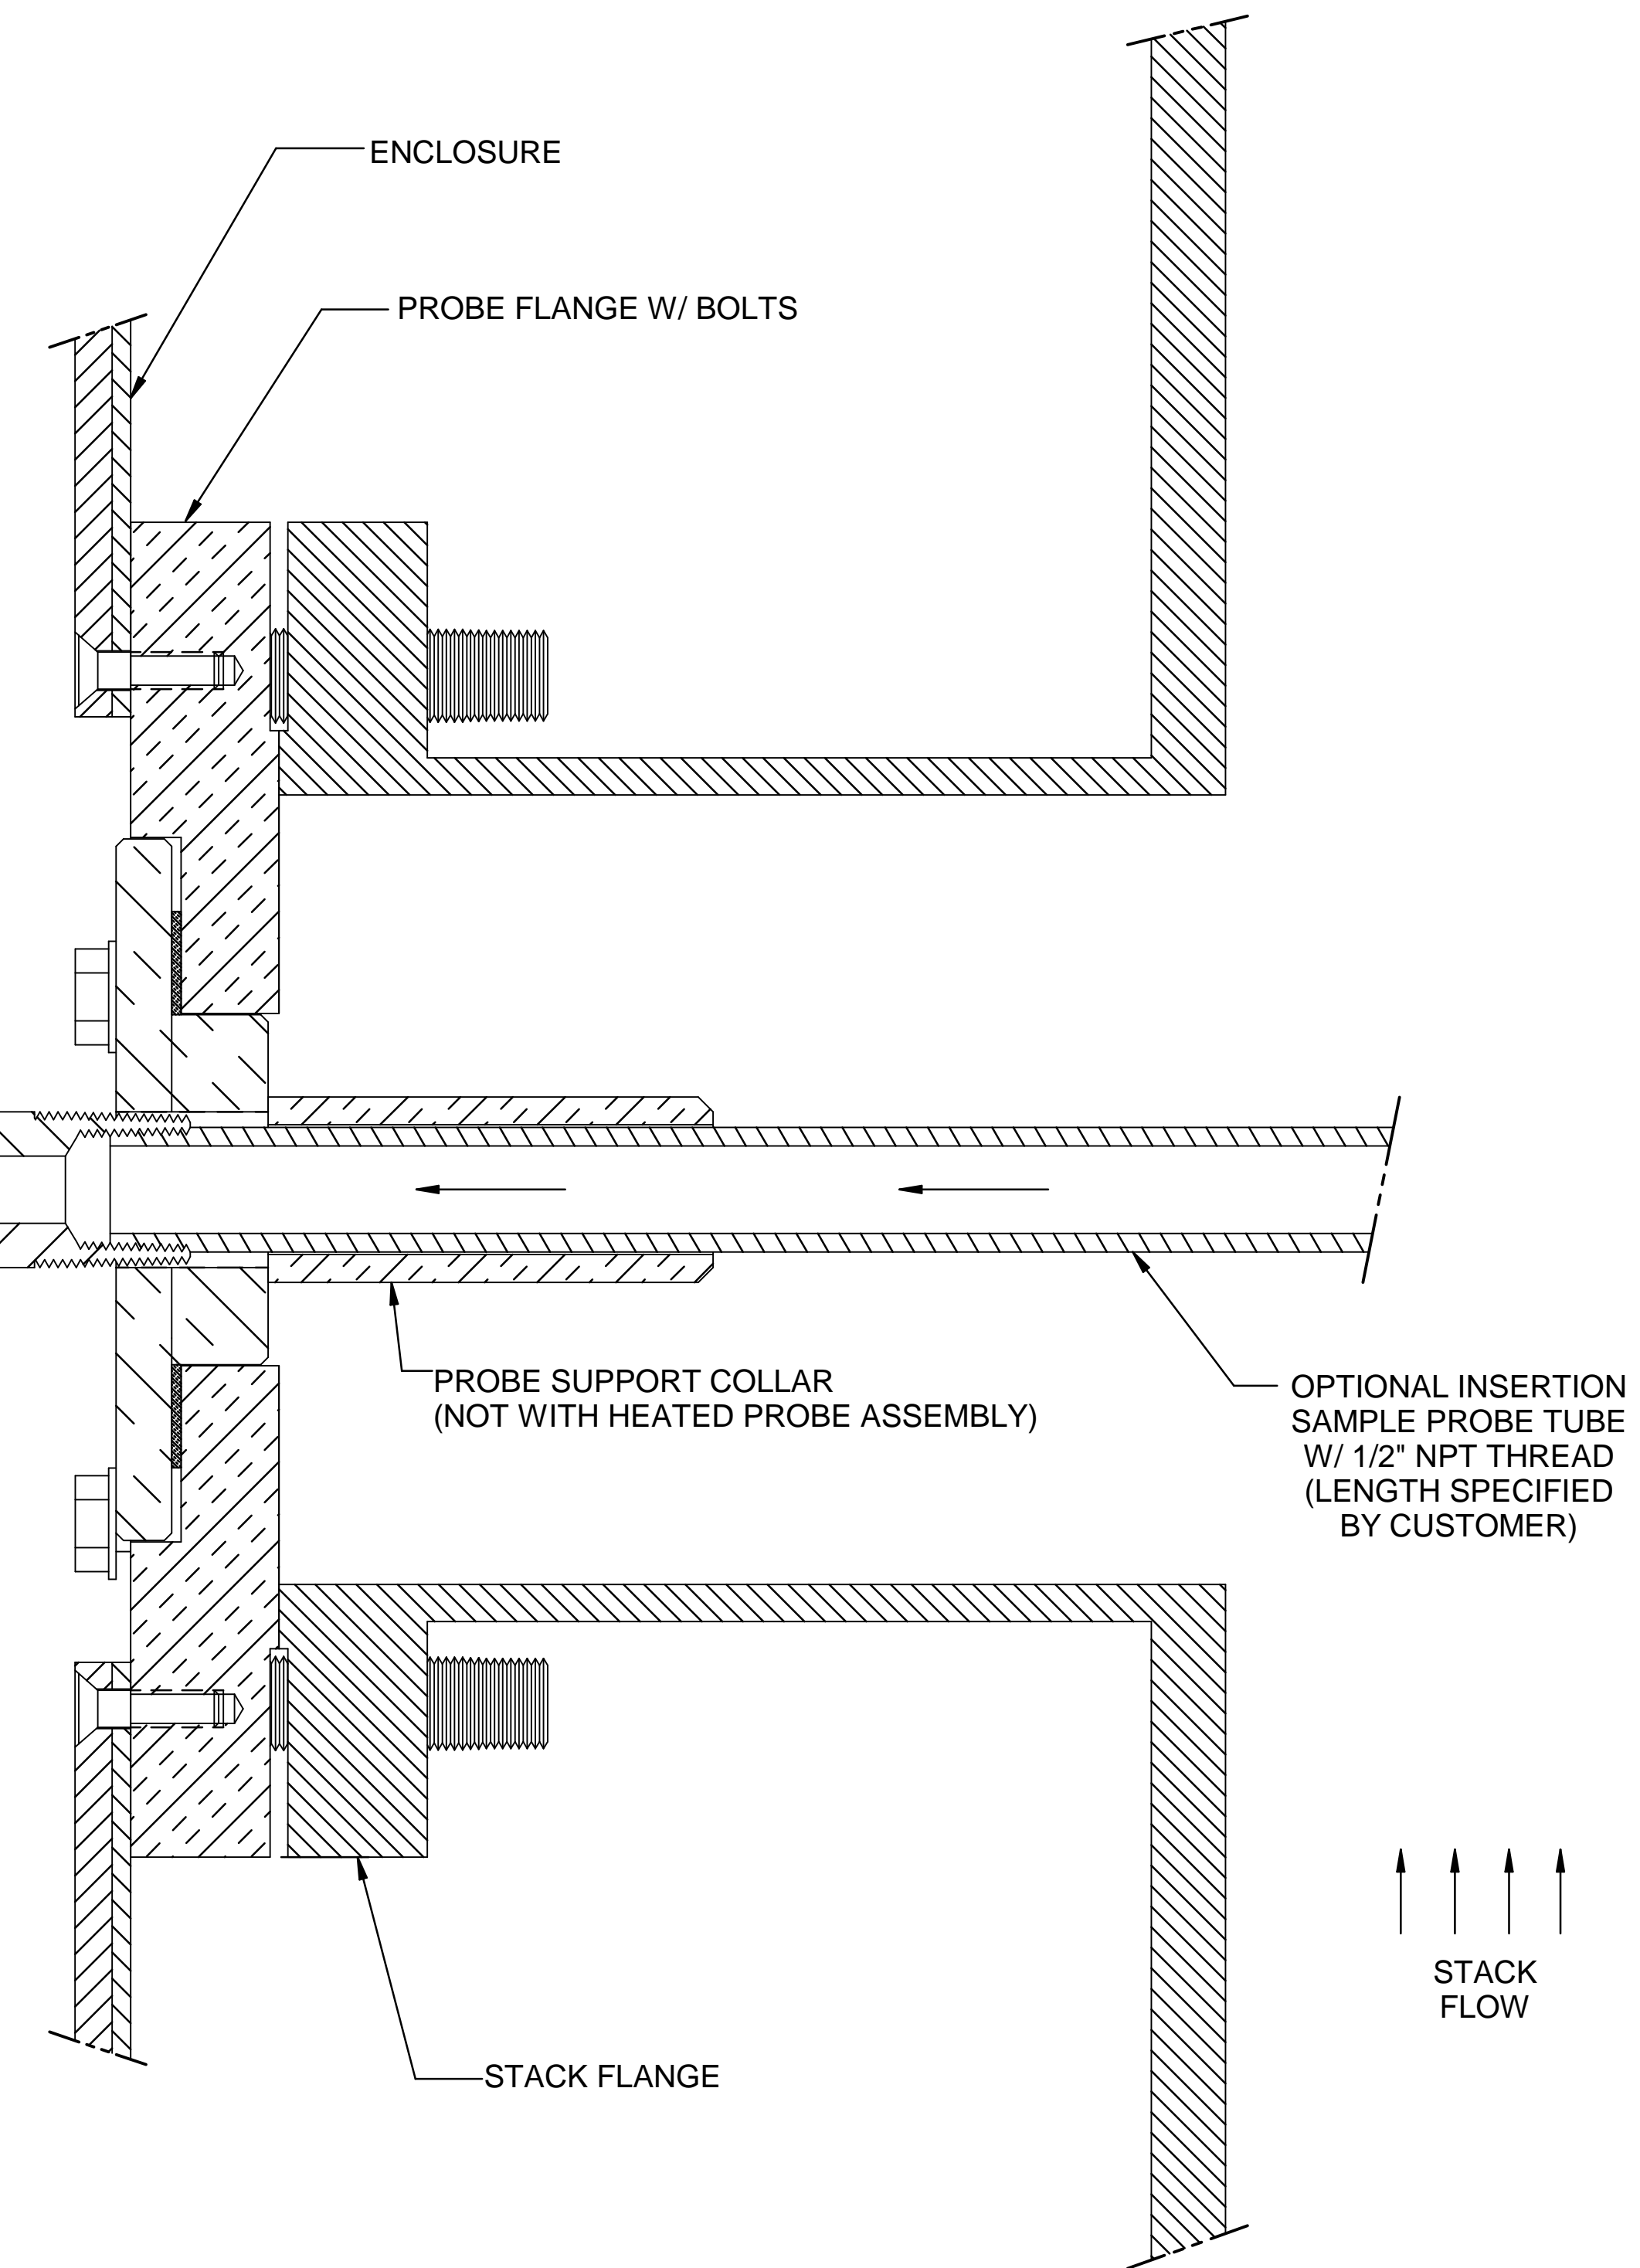 ENCLOSURE
PROBE FLANGE W/ BOLTS
PROBE SUPPORT COLLAR
(NOT WITH HEATED PROBE ASSEMBLY)
OPTIONAL INSERTION
SAMPLE PROBE TUBE
W/ 1/2" NPT THREAD
(LENGTH SPECIFIED
BY CUSTOMER)
STACK
FLOW
STACK FLANGE